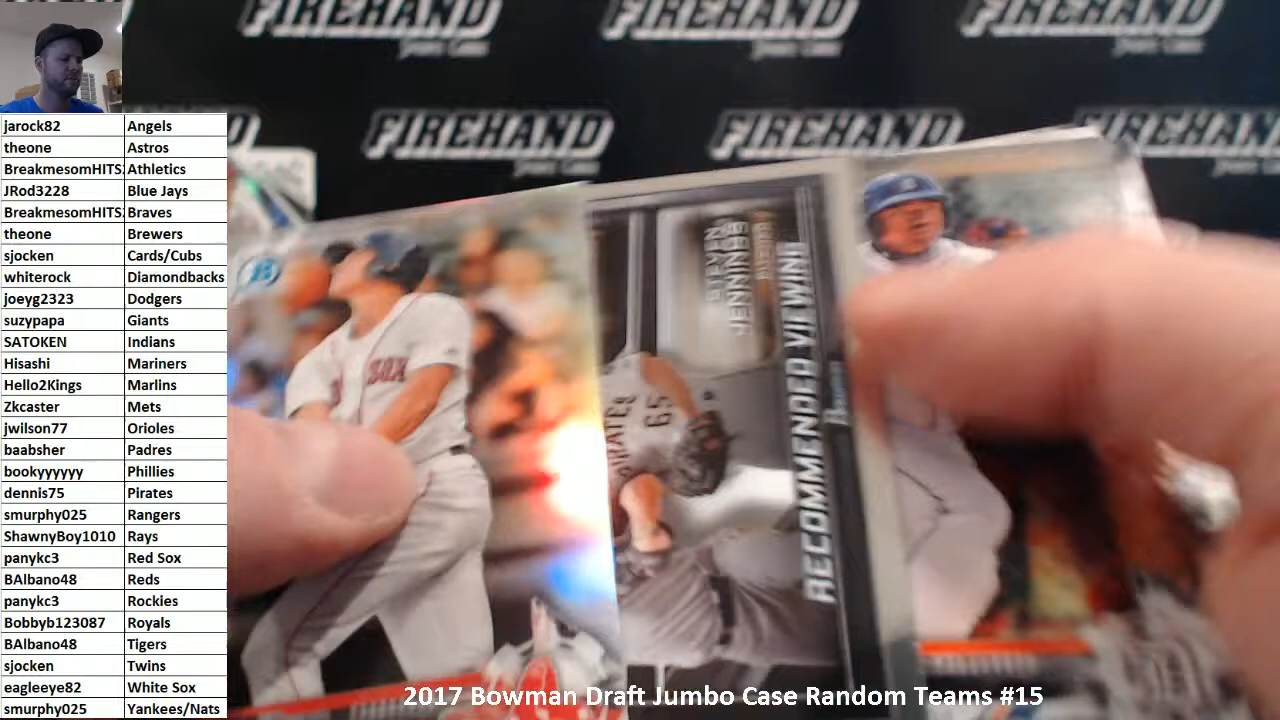 FIREHAND
FIREHAND
FIREHAND
FIREHAND
FIREHAND
FIREHAND
jarock82 Angels
theone Astros
BreakmesomHITS Athletics
JRod3228 Blue Jays
BreakmesomHITS Braves
theone Brewers
sjocken Cards/Cubs
whiterock Diamondbacks
joeyg2323 Dodgers
suzypapa Giants
SATOKEN Indians
Hisashi Mariners
Hello2Kings Marlins
Zkcaster Mets
jwilson77 Orioles
baabsher Padres
bookyyyyyy Phillies
dennis75 Pirates
smurphy025 Rangers
ShawnyBoy1010 Rays
panykc3 Red Sox
BAlbano48 Reds
panykc3 Rockies
Bobbyb123087 Royals
BAlbano48 Tigers
sjocken Twins
eagleeye82 White Sox
smurphy025 Yankees/Nats
B
SOX
65
RECOMMENDED VIEWING
2017 Bowman Draft Jumbo Case Random Teams #15